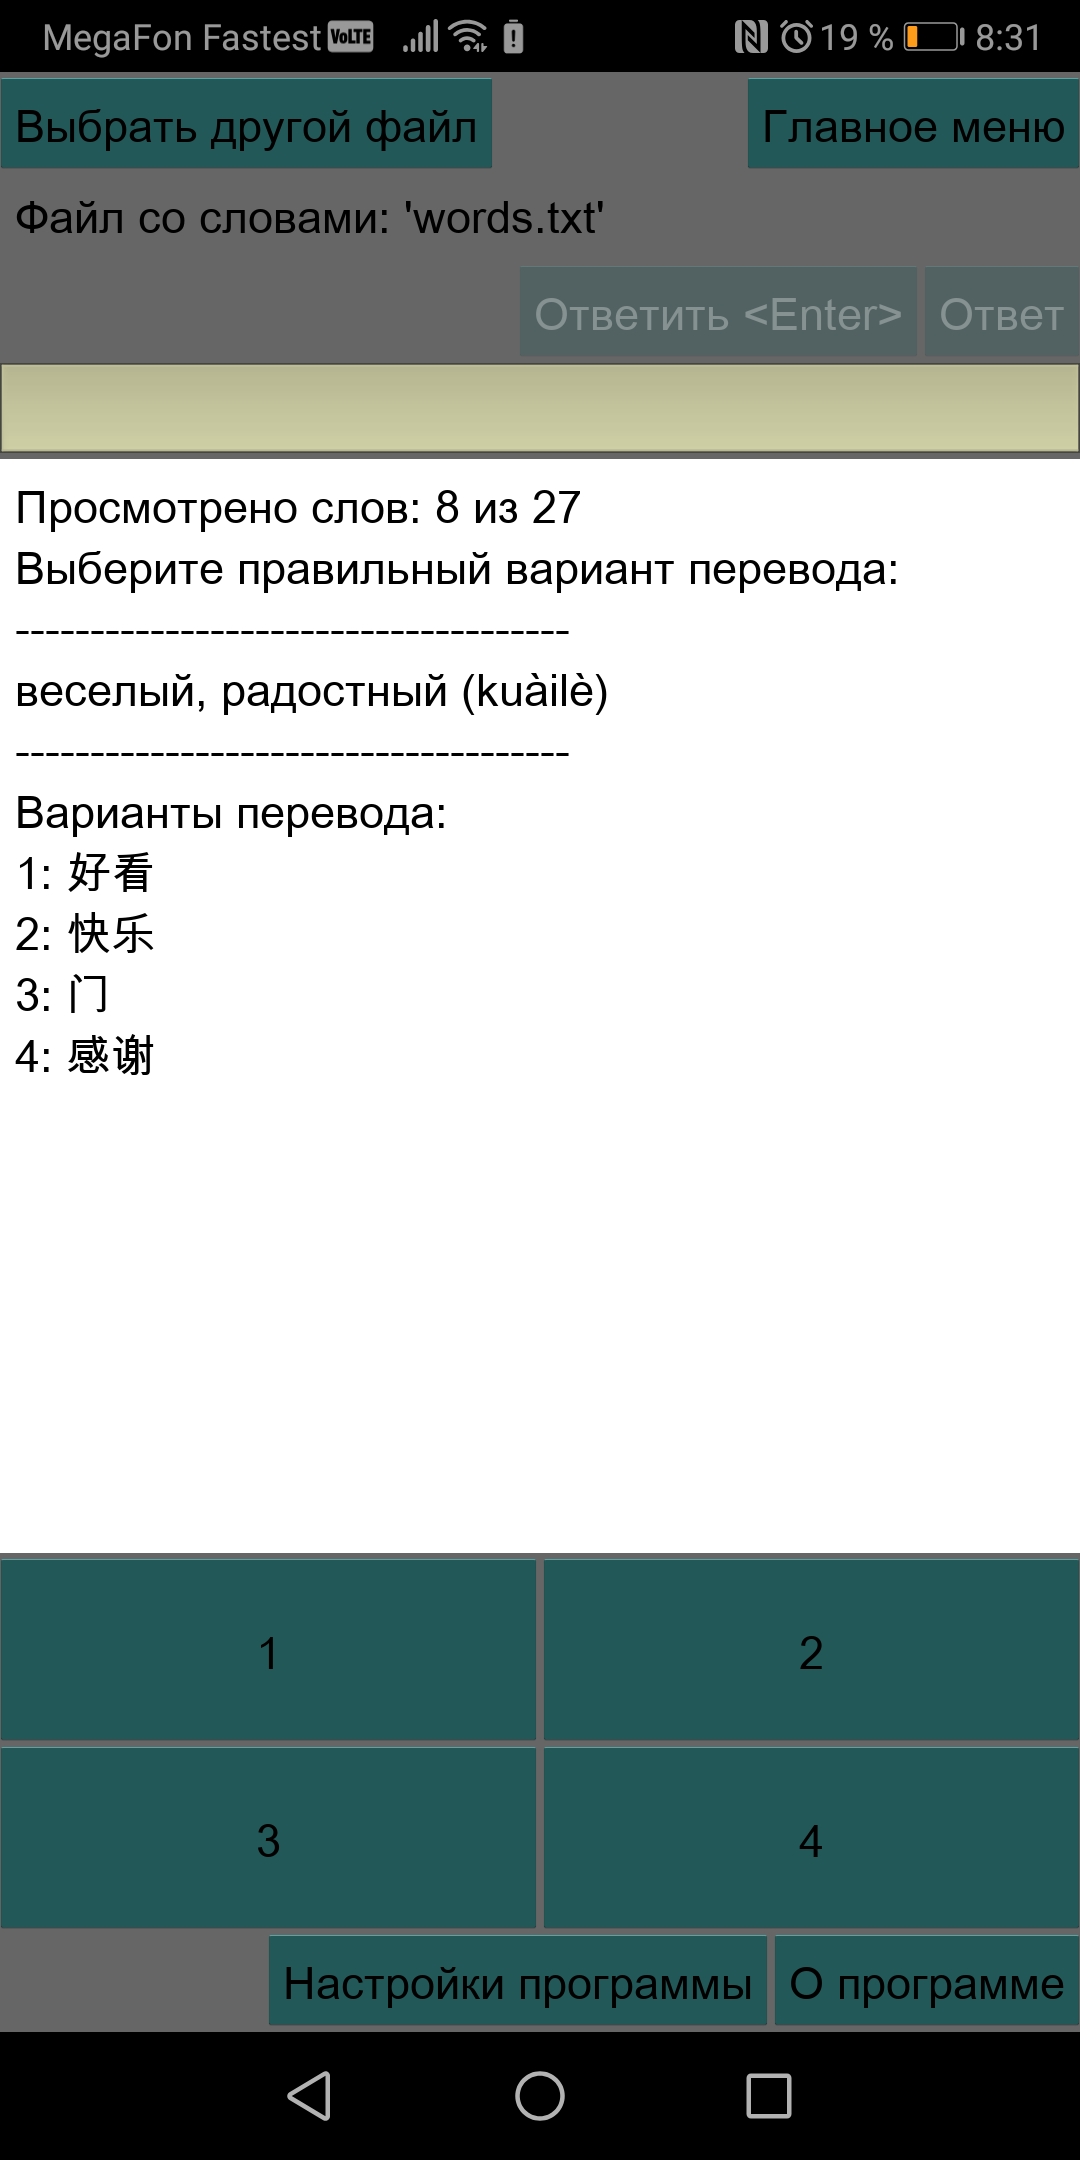 MegaFon Fastest VoLTE 19 % 8:31
Выбрать другой файл Главное меню
Файл со словами: 'words.txt'
Ответить <Enter> Ответ
Просмотрено слов: 8 из 27
Выберите правильный вариант перевода:
-------------------------------------
веселый, радостный (kuàilè)
-------------------------------------
Варианты перевода:
1: 好看
2: 快乐
3: 门
4: 感谢
1 2
3 4
Настройки программы О программе